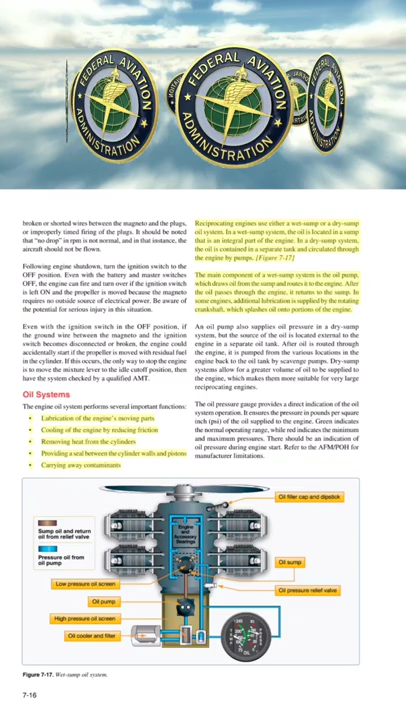 FEDERAL AVIATION
ADMINISTRATION
FEDERAL AVIATION
ADMINISTRATION
broken or shorted wires between the magneto and the plugs,
or improperly timed firing of the plugs. It should be noted
that “no drop in rpm is not normal, and in that instance, the
aircraft should not be flown.
Following engine shutdown, turn the ignition switch to the
OFF position. Even with the battery and master switches
OFF, the engine can fire and turn over if the ignition switch
is left ON and the propeller is moved because the magneto
requires no outside source of electrical power. Be aware of
the potential for serious injury in this situation.
Even with the ignition switch in the OFF position, if
the ground wire between the magneto and the ignition
switch becomes disconnected or broken, the engine could
accidentally start if the propeller is moved with residual fuel
in the cylinder. If this occurs, the only way to stop the engine
is to move the mixture lever to the idle cutoff position, then
have the system checked by a qualified AMT.
Oil Systems
The engine oil system performs several important functions:
• Lubrication of the engine’s moving parts
• Cooling of the engine by reducing friction
• Removing heat from the cylinders
• Providing a seal between the cylinder walls and pistons
• Carrying away contaminants
Reciprocating engines use either a wet-sump or a dry-sump
oil system. In a wet-sump system, the oil is located in a sump
that is an integral part of the engine. In a dry-sump system,
the oil is contained in a separate tank and circulated through
the engine by pumps. [Figure 7-17]
The main component of a wet-sump system is the oil pump,
which draws oil from the sump and routes it to the engine. After
the oil passes through the engine, it returns to the sump. In
some engines, additional lubrication is supplied by the rotating
crankshaft, which splashes oil onto portions of the engine.
An oil pump also supplies oil pressure in a dry-sump
system, but the source of the oil is located external to the
engine in a separate oil tank. After oil is routed through
the engine, it is pumped from the various locations in the
engine back to the oil tank by scavenge pumps. Dry-sump
systems allow for a greater volume of oil to be supplied to
the engine, which makes them more suitable for very large
reciprocating engines.
The oil pressure gauge provides a direct indication of the oil
system operation. It ensures the pressure in pounds per square
inch (psi) of the oil supplied to the engine. Green indicates
the normal operating range, while red indicates the minimum
and maximum pressures. There should be an indication of
oil pressure during engine start. Refer to the AFM/POH for
manufacturer limitations.
Oil filler cap and dipstick
Sump oil and return
oil from relief valve
Engine
and
Accessory
Bearings
Pressure oil from
oil pump
Oil sump
Low pressure oil screen
Oil pressure relief valve
Oil pump
High pressure oil screen
Oil cooler and filter
Figure 7-17. Wet-sump oil system.
7-16